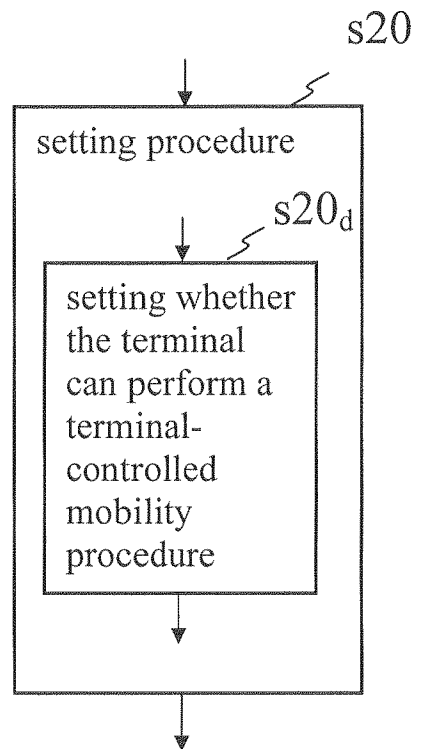 s20
setting procedure
s20d
setting whether
the terminal
can perform a
terminal-
controlled
mobility
procedure